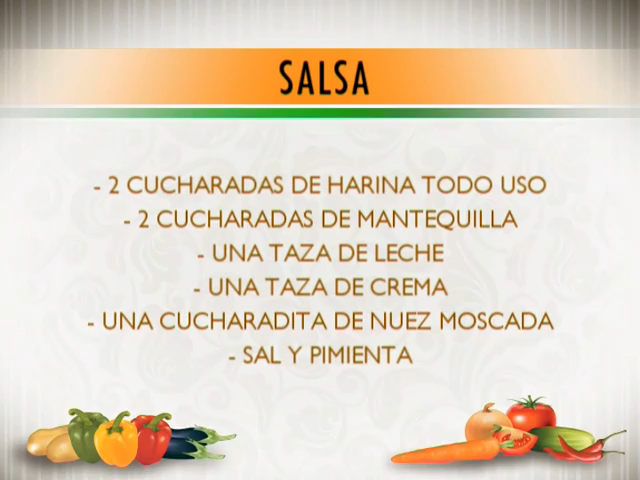 SALSA
- 2 CUCHARADAS DE HARINA TODO USO
- 2 CUCHARADAS DE MANTEQUILLA
- UNA TAZA DE LECHE
- UNA TAZA DE CREMA
- UNA CUCHARADITA DE NUEZ MOSCADA
- SAL Y PIMIENTA